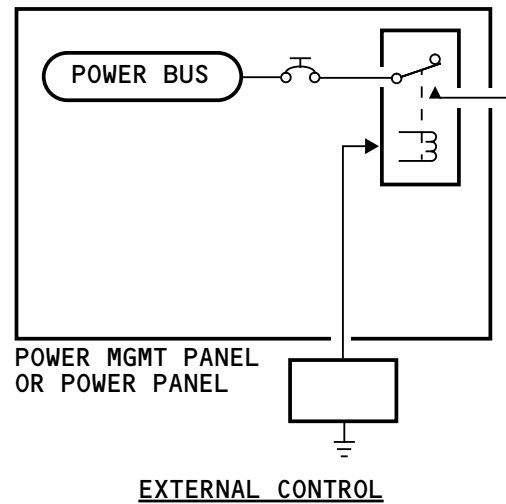 POWER BUS
POWER MGMT PANEL
OR POWER PANEL
EXTERNAL CONTROL